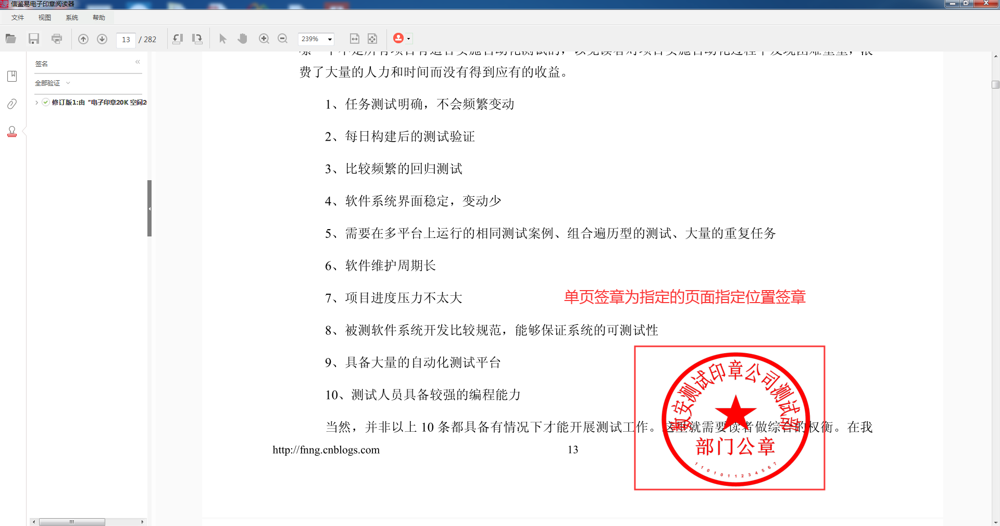 信鉴易电子印章阅读器
文件 视图 系统 帮助
13 / 282 239%
签名
全部验证
修订版1:由“电子印章20K 空间2
费了大量的人力和时间而没有得到应有的收益。
1、任务测试明确，不会频繁变动
2、每日构建后的测试验证
3、比较频繁的回归测试
4、软件系统界面稳定，变动少
5、需要在多平台上运行的相同测试案例、组合遍历型的测试、大量的重复任务
6、软件维护周期长
7、项目进度压力不太大
单页签章为指定的页面指定位置签章
8、被测软件系统开发比较规范，能够保证系统的可测试性
9、具备大量的自动化测试平台
10、测试人员具备较强的编程能力
当然，并非以上 10 条都具备有情况下才能开展测试工作。这里就需要读者做综合的权衡。在我
数安测试印章公司测试部
部门公章
1101011234567
http://fnng.cnblogs.com
13